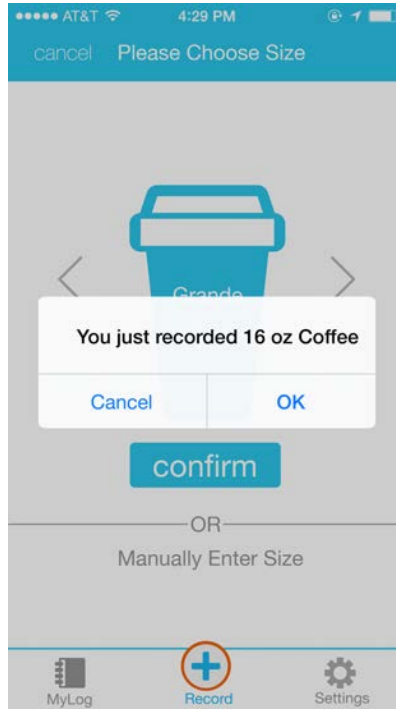 AT&T 4:29 PM
cancel Please Choose Size
Grande
You just recorded 16 oz Coffee
Cancel OK
confirm
OR
Manually Enter Size
MyLog Record Settings